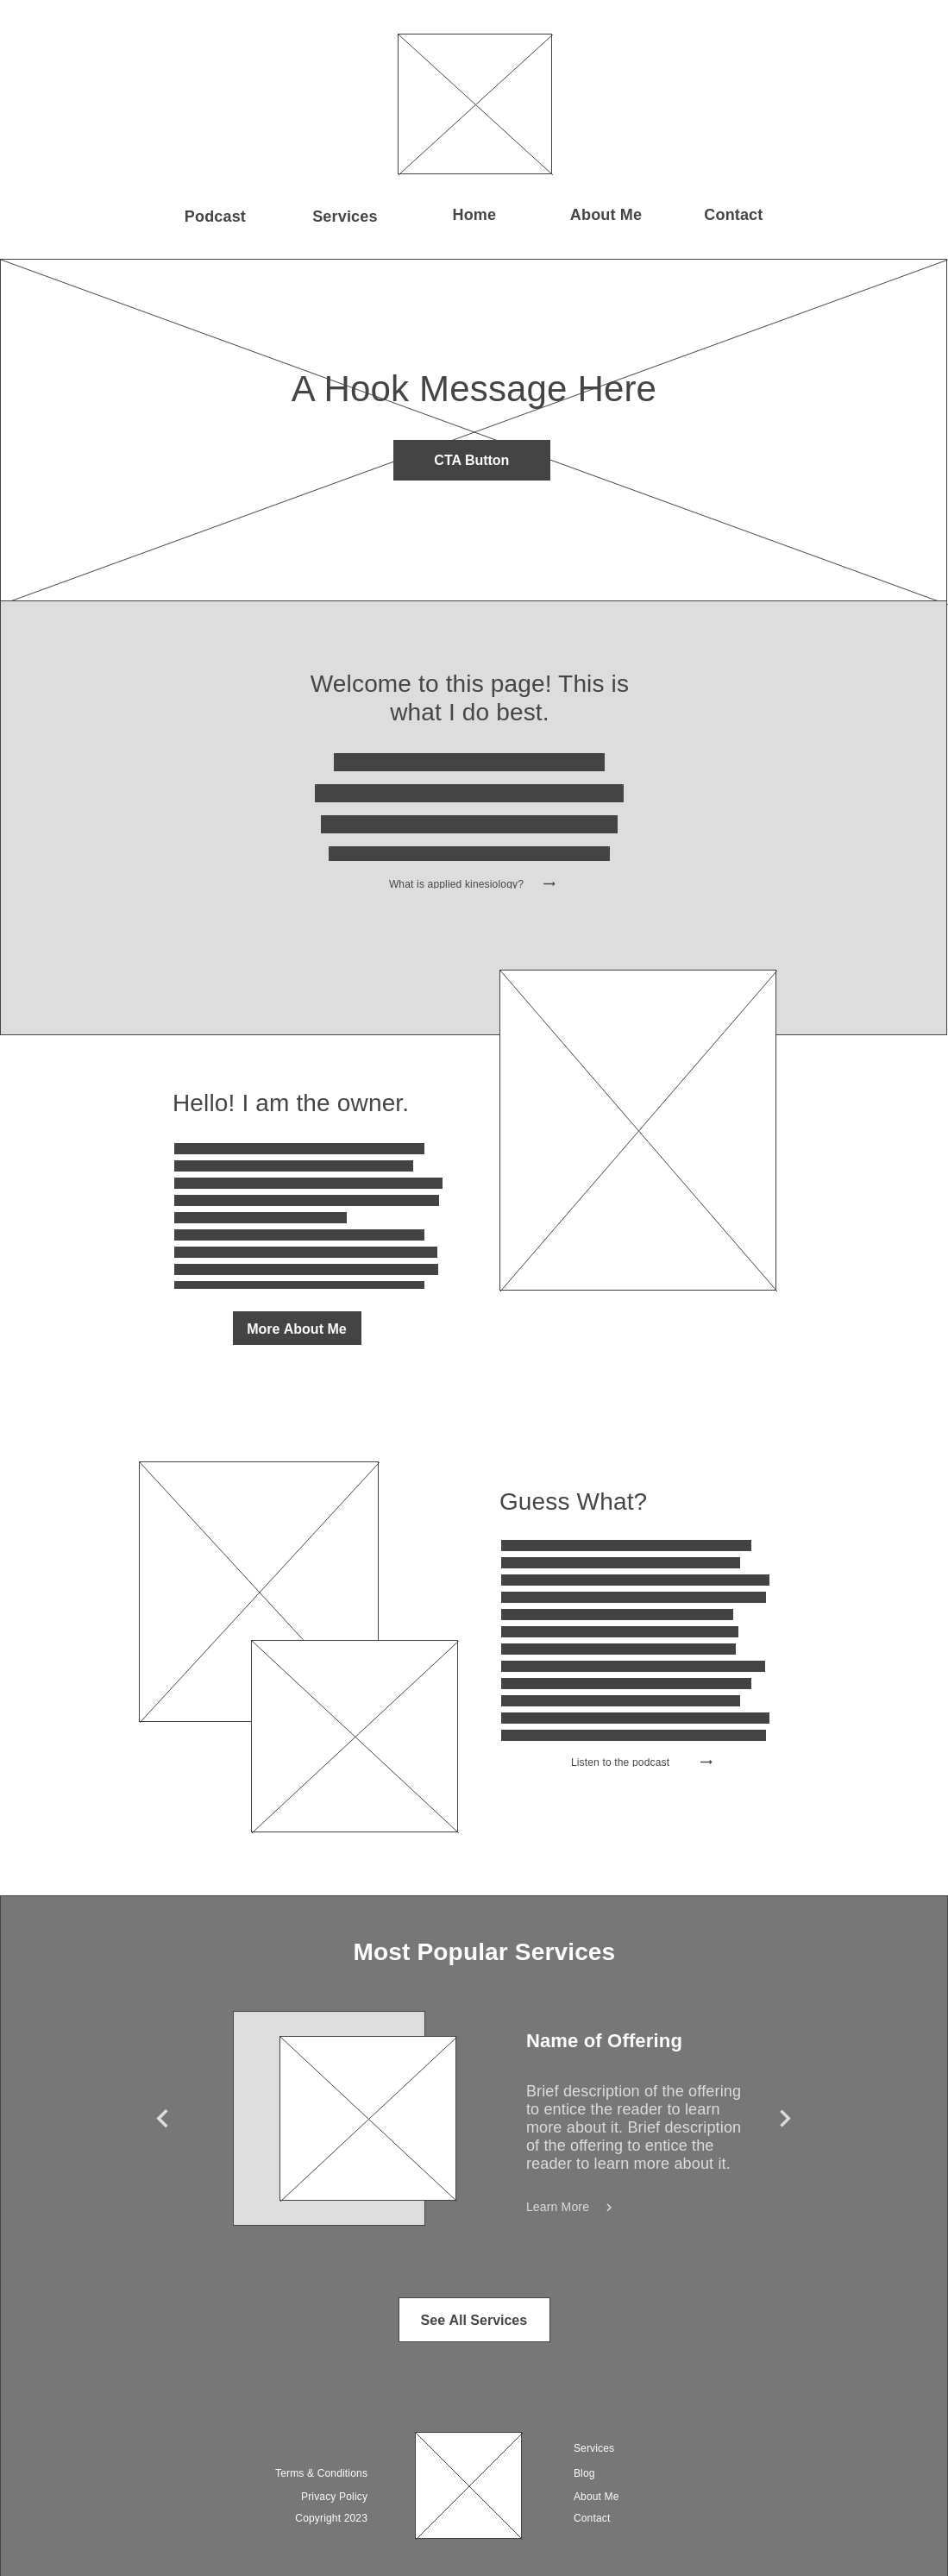 Podcast
Services
Home
About Me
Contact
A Hook Message Here
CTA Button
Welcome to this page! This is
what I do best.
What is applied kinesiology?
Hello! I am the owner.
More About Me
Guess What?
Listen to the podcast
Most Popular Services
Name of Offering
Brief description of the offering
to entice the reader to learn
more about it. Brief description
of the offering to entice the
reader to learn more about it.
Learn More
See All Services
Terms & Conditions
Privacy Policy
Copyright 2023
Services
Blog
About Me
Contact